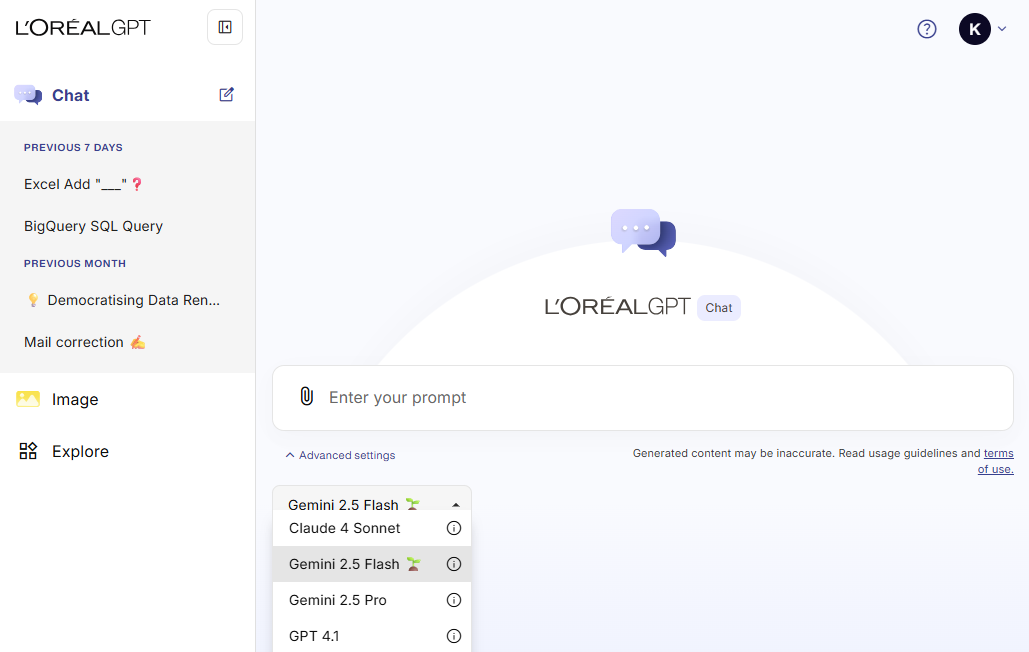 L'ORÉALGPT
K
Chat
PREVIOUS 7 DAYS
Excel Add "___" ❓
BigQuery SQL Query
PREVIOUS MONTH
💡 Democratising Data Ren...
Mail correction ✍️
Image
Explore
L'ORÉALGPT Chat
Enter your prompt
Advanced settings
Generated content may be inaccurate. Read usage guidelines and terms
of use.
Gemini 2.5 Flash 🌱
Claude 4 Sonnet
Gemini 2.5 Flash 🌱
Gemini 2.5 Pro
GPT 4.1